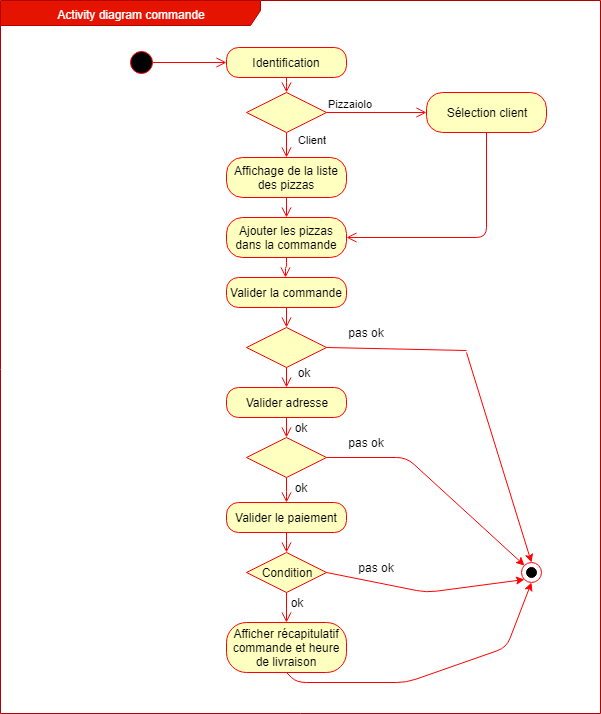 Activity diagram commande
Identification
Pizzaiolo
Sélection client
Client
Affichage de la liste
des pizzas
Ajouter les pizzas
dans la commande
Valider la commande
pas ok
ok
Valider adresse
ok
pas ok
ok
Valider le paiement
Condition
pas ok
ok
Afficher récapitulatif
commande et heure
de livraison